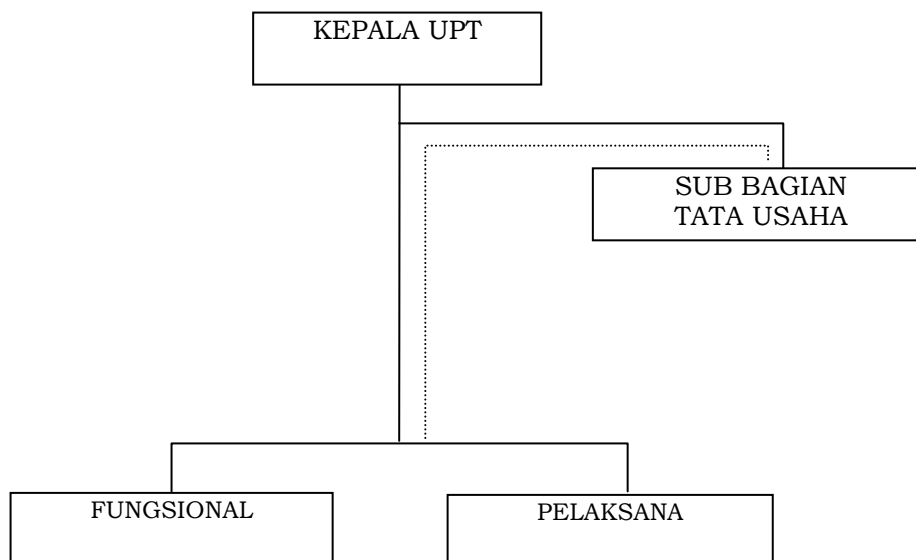 KEPALA UPT
SUB BAGIAN
TATA USAHA
FUNGSIONAL
PELAKSANA